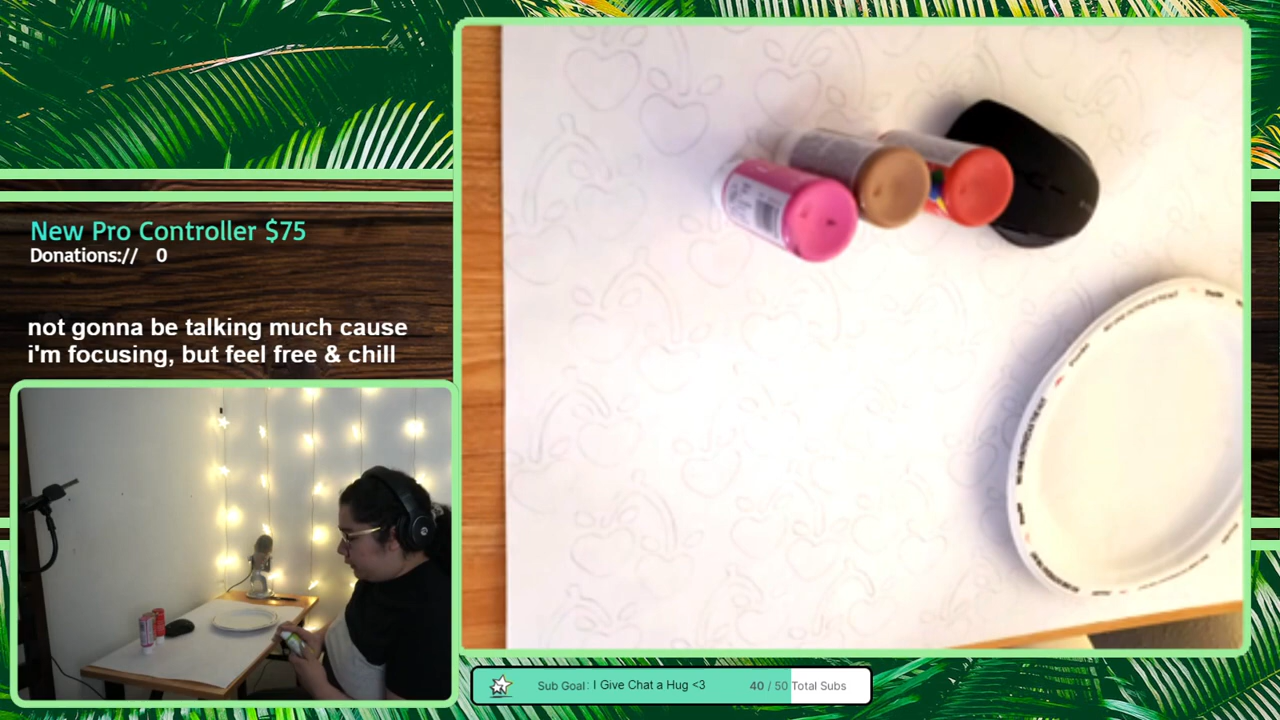 New Pro Controller $75
Donations:// 0
not gonna be talking much cause
i'm focusing, but feel free & chill
Sub Goal: I Give Chat a Hug <3 40 / 50 Total Subs